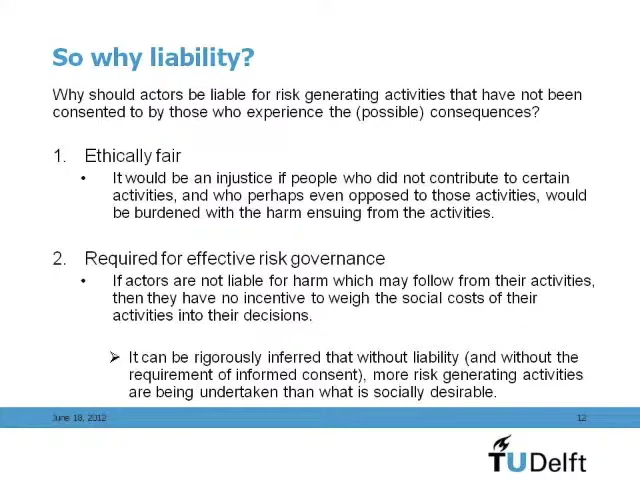 So why liability?
Why should actors be liable for risk generating activities that have not been
consented to by those who experience the (possible) consequences?
1. Ethically fair
• It would be an injustice if people who did not contribute to certain
activities, and who perhaps even opposed to those activities, would
be burdened with the harm ensuing from the activities.
2. Required for effective risk governance
• If actors are not liable for harm which may follow from their activities,
then they have no incentive to weigh the social costs of their
activities into their decisions.
➢ It can be rigorously inferred that without liability (and without the
requirement of informed consent), more risk generating activities
are being undertaken than what is socially desirable.
June 18, 2012 12
TUDelft